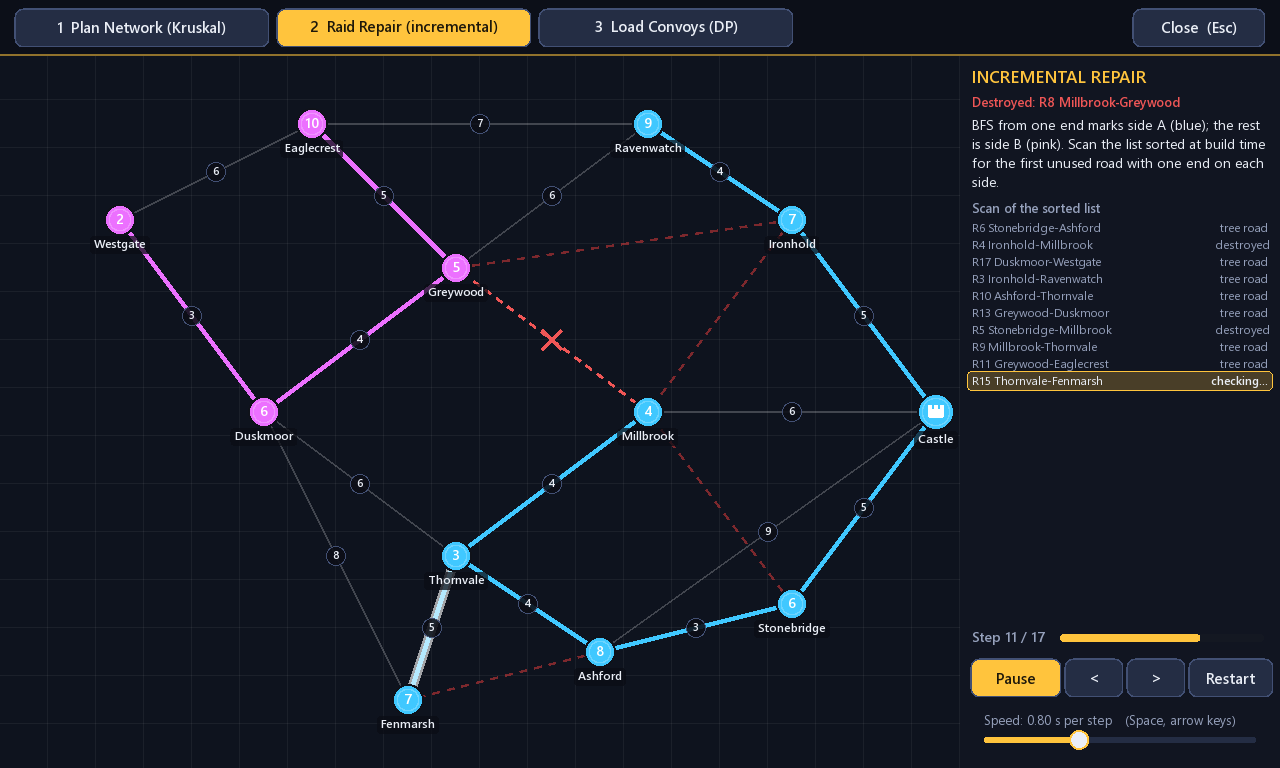 1 Plan Network (Kruskal)
2 Raid Repair (incremental)
3 Load Convoys (DP)
Close (Esc)
INCREMENTAL REPAIR
Destroyed: R8 Millbrook-Greywood
BFS from one end marks side A (blue); the rest
is side B (pink). Scan the list sorted at build time
for the first unused road with one end on each
side.
Scan of the sorted list
R6 Stonebridge-Ashford tree road
R4 Ironhold-Millbrook destroyed
R17 Duskmoor-Westgate tree road
R3 Ironhold-Ravenwatch tree road
R10 Ashford-Thornvale tree road
R13 Greywood-Duskmoor tree road
R5 Stonebridge-Millbrook destroyed
R9 Millbrook-Thornvale tree road
R11 Greywood-Eaglecrest tree road
R15 Thornvale-Fenmarsh checking...
10
7
9
Eaglecrest
Ravenwatch
6
4
5
6
2
7
Westgate
Ironhold
5
Greywood
3
5
4
6
4
6
Duskmoor
Millbrook
Castle
6
4
5
9
8
3
Thornvale
4
6
5
3
Stonebridge
8
Ashford
7
Fenmarsh
Step 11 / 17
Pause
<
>
Restart
Speed: 0.80 s per step (Space, arrow keys)